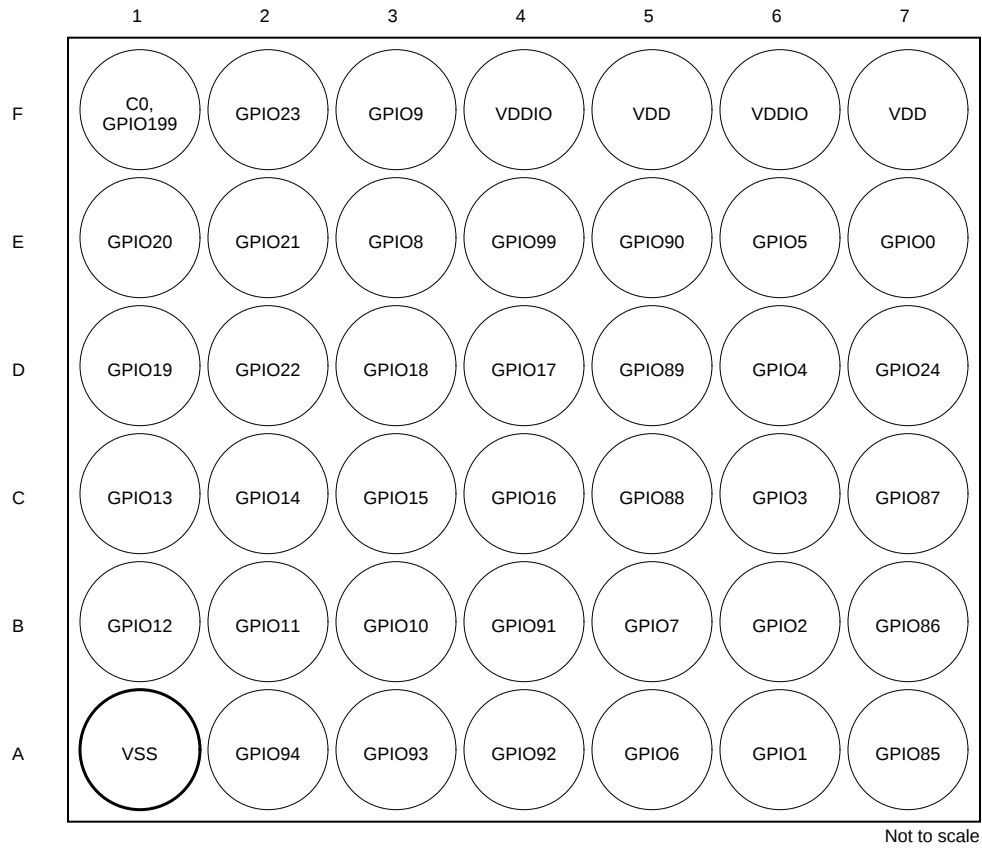 1 2 3 4 5 6 7
F C0, GPIO23 GPIO9 VDDIO VDD VDDIO VDD
GPIO199
E GPIO20 GPIO21 GPIO8 GPIO99 GPIO90 GPIO5 GPIO0
D GPIO19 GPIO22 GPIO18 GPIO17 GPIO89 GPIO4 GPIO24
C GPIO13 GPIO14 GPIO15 GPIO16 GPIO88 GPIO3 GPIO87
B GPIO12 GPIO11 GPIO10 GPIO91 GPIO7 GPIO2 GPIO86
A VSS GPIO94 GPIO93 GPIO92 GPIO6 GPIO1 GPIO85
Not to scale